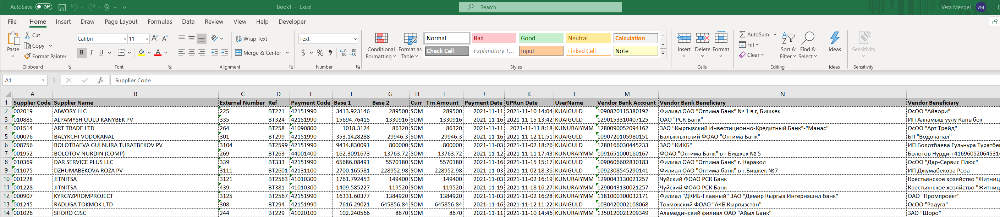 AutoSave Off Book1 - Excel Search Vera Mengel VM
File Home Insert Draw Page Layout Formulas Data Review View Help Developer
Paste Cut Copy Format Painter Clipboard
Calibri 11 B I U A Font
Wrap Text Merge & Center Alignment
Text $ % Number
Conditional Formatting Format as Table
Normal Bad Good Neutral Calculation
Check Cell Explanatory T... Input Linked Cell Note
Styles
Insert Delete Format Cells
AutoSum Fill Clear Sort & Filter Find & Select Editing
Ideas Ideas
Sensitivity Sensitivity
A1 fx Supplier Code
A B C D E F G H I J K L M N
1 Supplier Code Supplier Name External Number Ref Payment Code Base 1 Base 2 Curr Trn Amount Payment Date GPRun Date UserName Vendor Bank Account Vendor Bank Beneficiary Vendor Beneficiary
2 002019 AIWORY LLC 225 BT221 42151990 3413.923146 289500 SOM 289500 2021-11-11 2021-11-10 14:04 KUAIGULD 1090820115380192 Филиал ОАО "Оптима Банк" № 1 в г, Бишкек ОсОО "Айвори"
3 010885 ALPAMYSH UULU KANYBEK PV 335 BT324 42151990 15694.76415 1330916 SOM 1330916 2021-11-16 2021-11-15 13:42 KUAIGULD 1290153310407125 ОАО "РСК Банк" ИП Алпамыш уулу Каныбек
4 001514 ART TRADE LTD 264 BT258 41090800 1018.3124 86320 SOM 86320 2021-11-11 2021-11-11 8:18 KUNURAIYMM 1280090052094162 ЗАО "Кыргызский Инвестиционно-Кредитный Банк"-"Манас" ОсОО "Арт Трейд"
5 000076 BALYKCHI VODOKANAL 301 BT299 42151990 353.1428288 29946.3 SOM 29946.3 2021-11-16 2021-11-12 11:51 KUAIGULD 1090720105980151 Балыкчынский ФОАО "Оптима Банк" БП "Водоканал"
6 008756 BOLOTBAEVA GULNURA TURATBEKOV PV 3104 BT2599 42151990 9434.830091 800000 SOM 800000 2021-11-03 2021-11-02 18:26 KUAIGULD 1280166030445233 ЗАО "КИКБ" ИП Болотбаева Гульнура Туратбе
7 001952 BOLOTOV NURDIN (COMP) 269 BT263 44001400 162.3091673 13763.72 SOM 13763.72 2021-11-12 2021-11-11 17:43 KUNURAIYMM 1091651000160167 ФОАО "Оптима Банк" в г Бишкек № 5 Болотов Нурдин 416960520645314
8 010369 DAR SERVICE PLUS LLC 339 BT333 42151990 65686.08491 5570180 SOM 5570180 2021-11-16 2021-11-15 15:17 KUAIGULD 1090606602830183 Филиал ОАО "Оптима Банк" г. Каракол ОсОО "Дар-Сервис Плюс"
9 011075 DZHUMABEKOVA ROZA PV 3111 BT2601 42131100 2700.165581 228952.98 SOM 228952.98 2021-11-03 2021-11-02 18:36 KUAIGULD 1092308545290141 Филиал ОАО "Оптима банк" в г.Бишкек №7 ИП Джумабекова Роза
10 001228 JITNITSA 3121 BT2563 41010300 1761.792453 149400 SOM 149400 2021-11-03 2021-11-02 16:19 KUNURAIYMM 1290043130021257 Чуйский ФОАО РСК Банк Крестьянское хозяйство "Житниц
11 001228 JITNITSA 439 BT381 41010300 1409.585227 119520 SOM 119520 2021-11-19 2021-11-18 16:27 KUNURAIYMM 1290043130021257 Чуйский ФОАО РСК Банк Крестьянское хозяйство "Житниц
12 000907 KYRGYZPROMPROJECT 3125 BT2567 42151990 16331.60377 1384920 SOM 1384920 2021-11-03 2021-11-02 16:28 KUNURAIYMM 1181000300032171 Филиал "ДКИБ-Главный" ЗАО "Демир Кыргыз Интернэшнл банк" ОАО "Промпроект"
13 001245 RADUGA TOKMOK LTD 308 BT294 42151990 7616.29021 645856.84 SOM 645856.84 2021-11-16 2021-11-12 11:22 KUAIGULD 1030420002108068 Токмокский ФОАО "АКБ Кыргызстан" ОсОО "Радуга"
14 001026 SHORO CJSC 244 BT229 41020100 102.240566 8670 SOM 8670 2021-11-11 2021-11-10 14:46 KUNURAIYMM 1350120021209349 Аламединский филиал ОАО "Айыл Банк" ЗАО "Шоро"